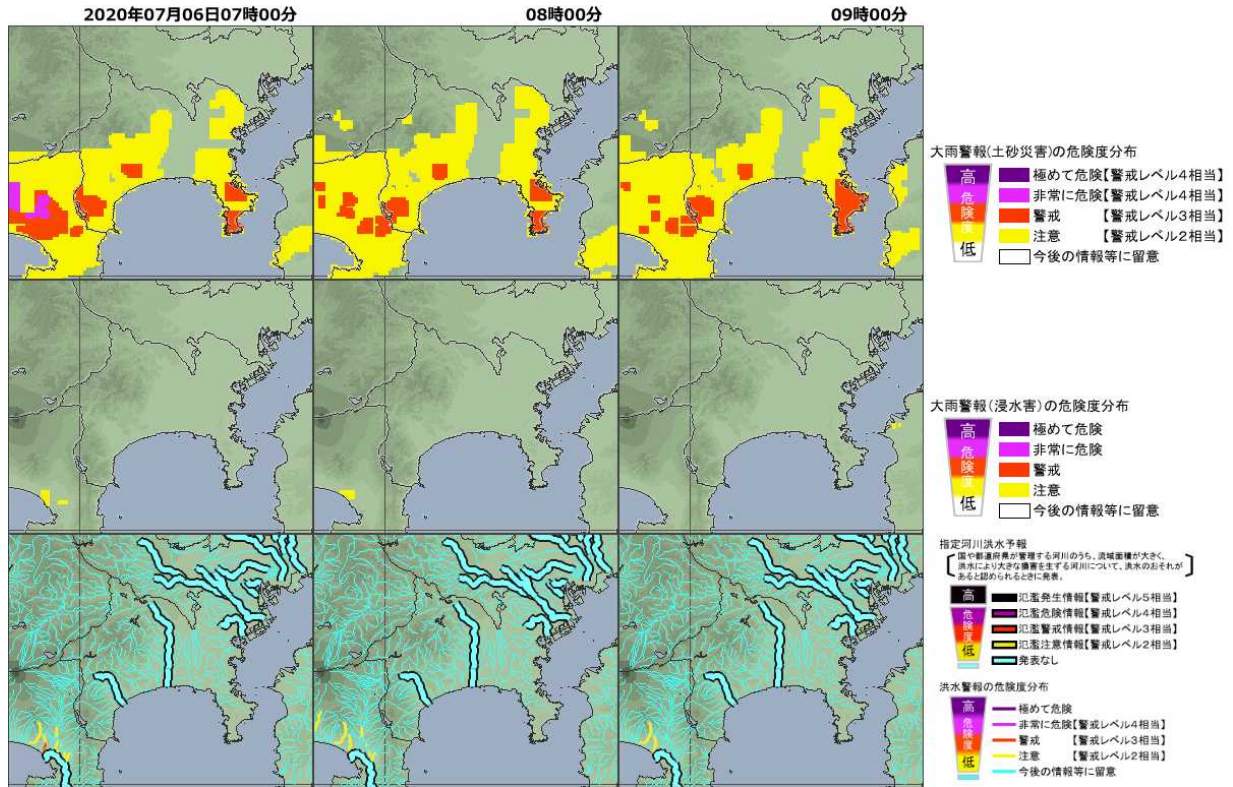 2020年07月06日07時00分
08時00分
09時00分
大雨警報(土砂災害)の危険度分布
高
危
険
度
低
極めて危険【警戒レベル4相当】
非常に危険【警戒レベル4相当】
警戒 【警戒レベル3相当】
注意 【警戒レベル2相当】
今後の情報等に留意
大雨警報(浸水害)の危険度分布
高
危
険
度
低
極めて危険
非常に危険
警戒
注意
今後の情報等に留意
指定河川洪水予報
国や都道府県が管理する河川のうち、流域面積が大きく、
洪水により大きな損害を生ずる河川について、洪水のおそれが
あると認められるときに発表。
高
危
険
度
低
氾濫発生情報【警戒レベル5相当】
氾濫危険情報【警戒レベル4相当】
氾濫警戒情報【警戒レベル3相当】
氾濫注意情報【警戒レベル2相当】
発表なし
洪水警報の危険度分布
高
危
険
度
低
極めて危険
非常に危険【警戒レベル4相当】
警戒 【警戒レベル3相当】
注意 【警戒レベル2相当】
今後の情報等に留意